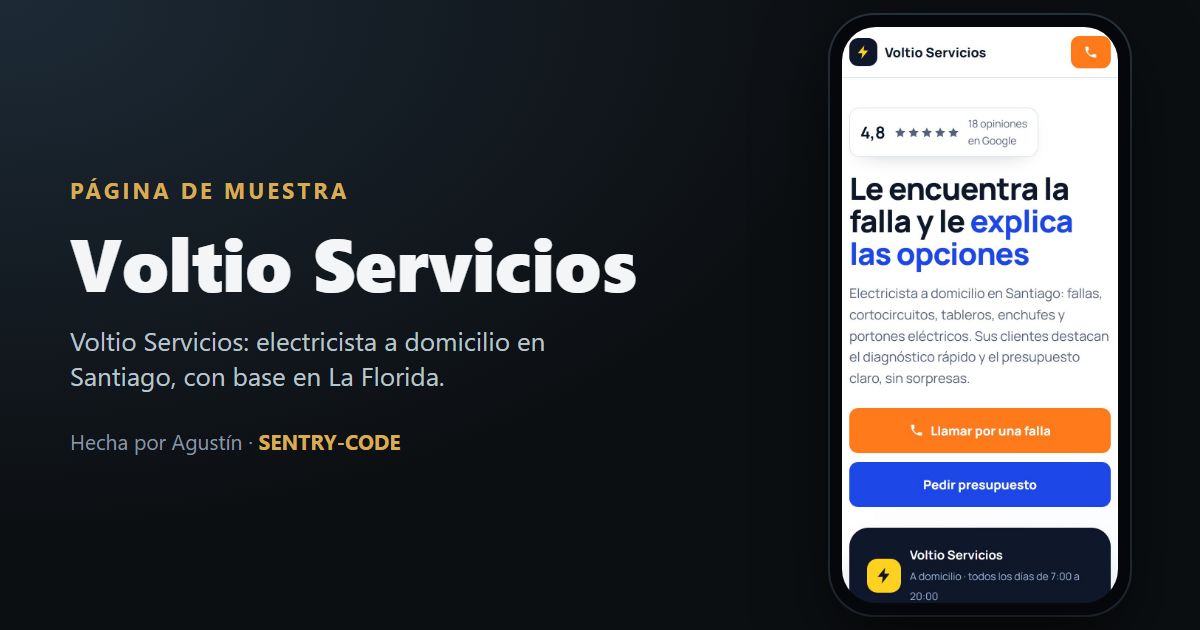 PÁGINA DE MUESTRA
Voltio Servicios
Voltio Servicios: electricista a domicilio en
Santiago, con base en La Florida.
Hecha por Agustín · SENTRY-CODE
Voltio Servicios
4,8
18 opiniones
en Google
Le encuentra la
falla y le explica
las opciones
Electricista a domicilio en Santiago: fallas,
cortocircuitos, tableros, enchufes y
portones eléctricos. Sus clientes destacan
el diagnóstico rápido y el presupuesto
claro, sin sorpresas.
Llamar por una falla
Pedir presupuesto
Voltio Servicios
A domicilio · todos los días de 7:00 a
20:00